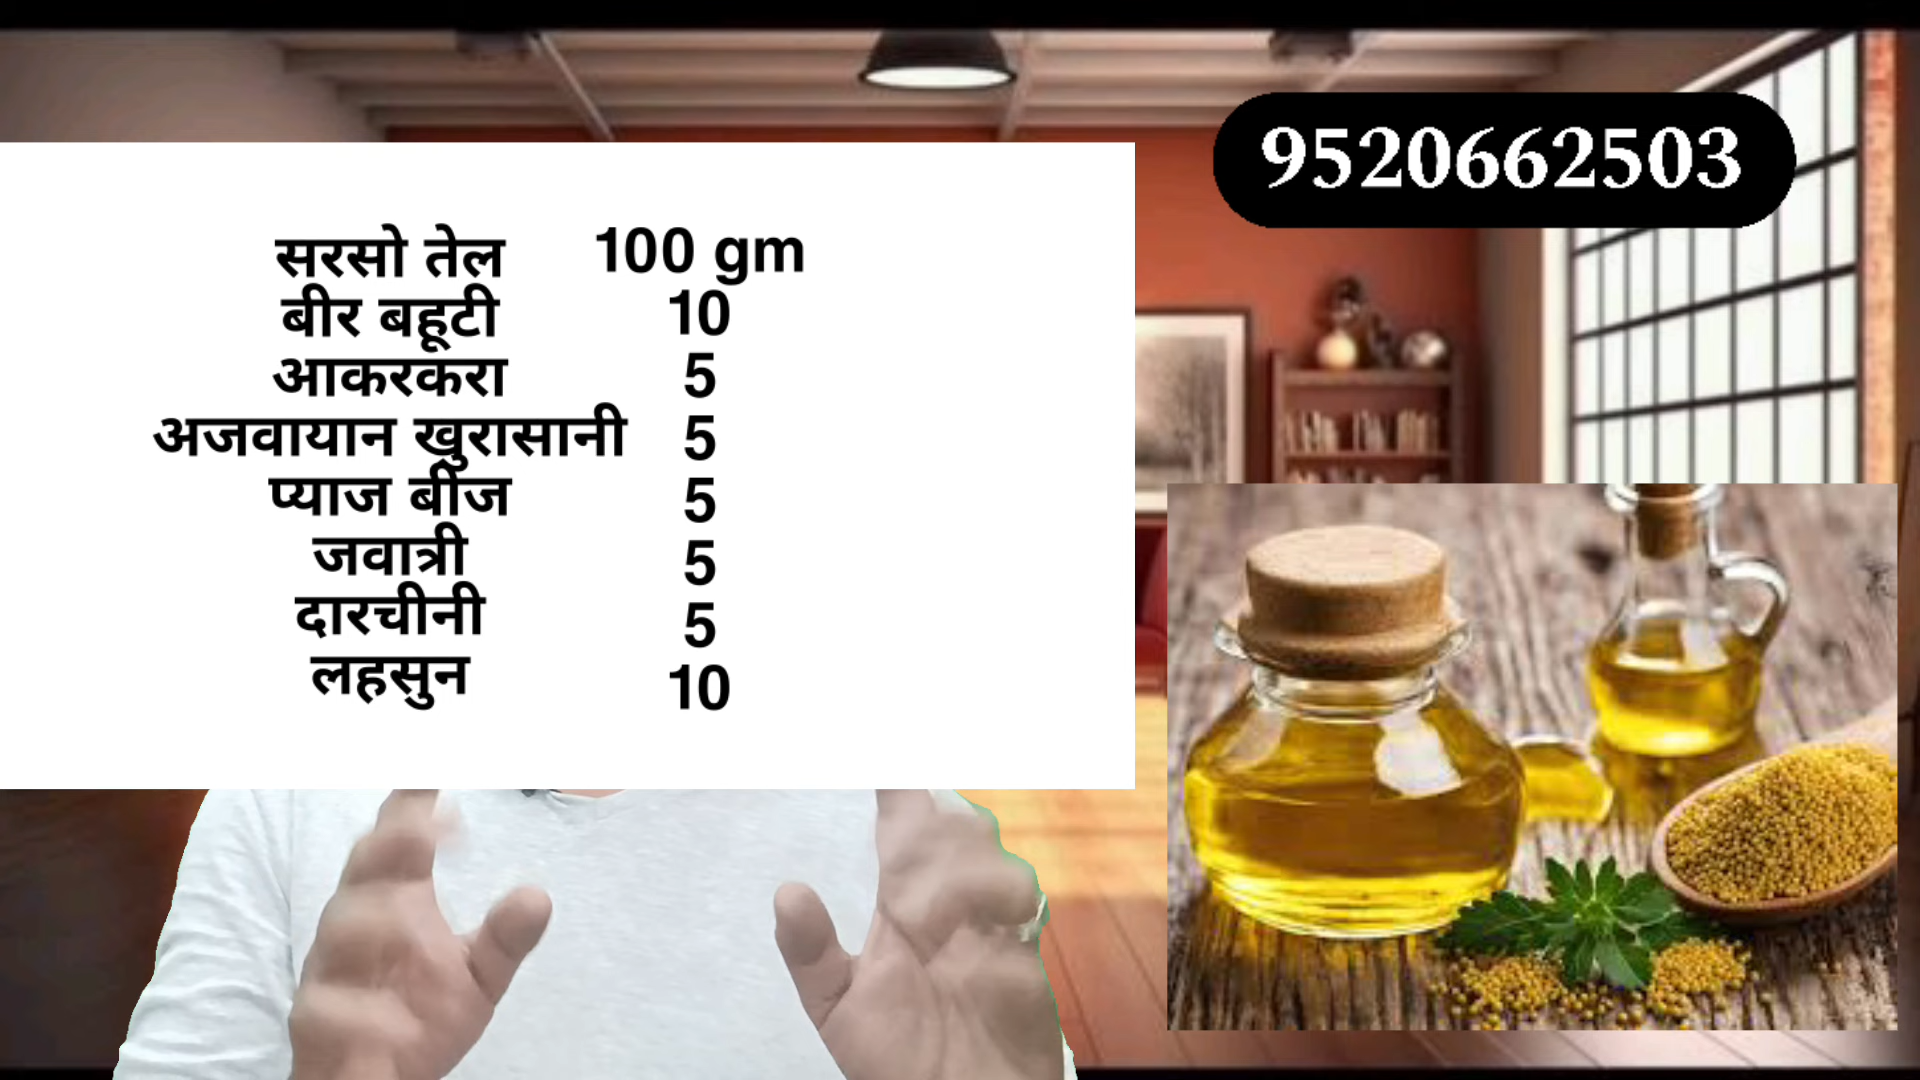 9520662503
सरसो तेल 100 gm
बीर बहूटी 10
आकरकरा 5
अजवायान खुरासानी 5
प्याज बीज 5
जवात्री 5
दारचीनी 5
लहसुन 10